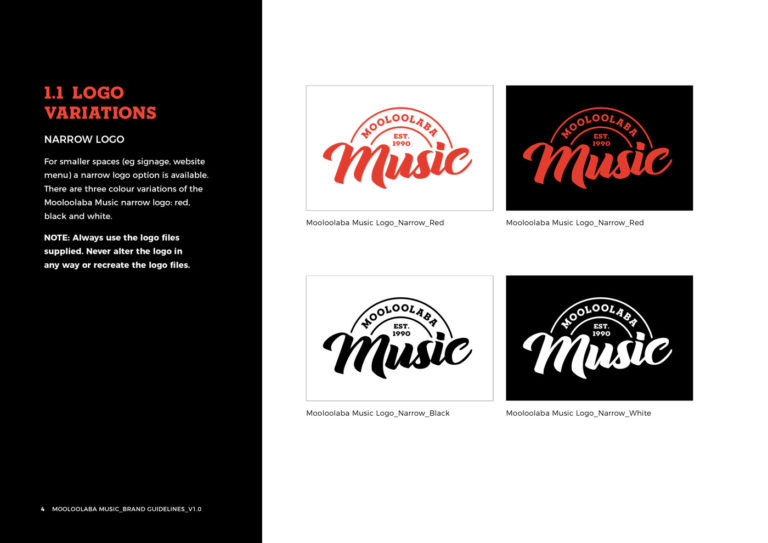 1.1 LOGO
VARIATIONS
NARROW LOGO
For smaller spaces (eg signage, website
menu) a narrow logo option is available.
There are three colour variations of the
Mooloolaba Music narrow logo: red,
black and white.
NOTE: Always use the logo files
supplied. Never alter the logo in
any way or recreate the logo files.
MOOLOOLABA
EST.
1990
Music
Mooloolaba Music Logo_Narrow_Red
MOOLOOLABA
EST.
1990
Music
Mooloolaba Music Logo_Narrow_Red
MOOLOOLABA
EST.
1990
Music
Mooloolaba Music Logo_Narrow_Black
MOOLOOLABA
EST.
1990
Music
Mooloolaba Music Logo_Narrow_White
4 MOOLOOLABA MUSIC_BRAND GUIDELINES_V1.0